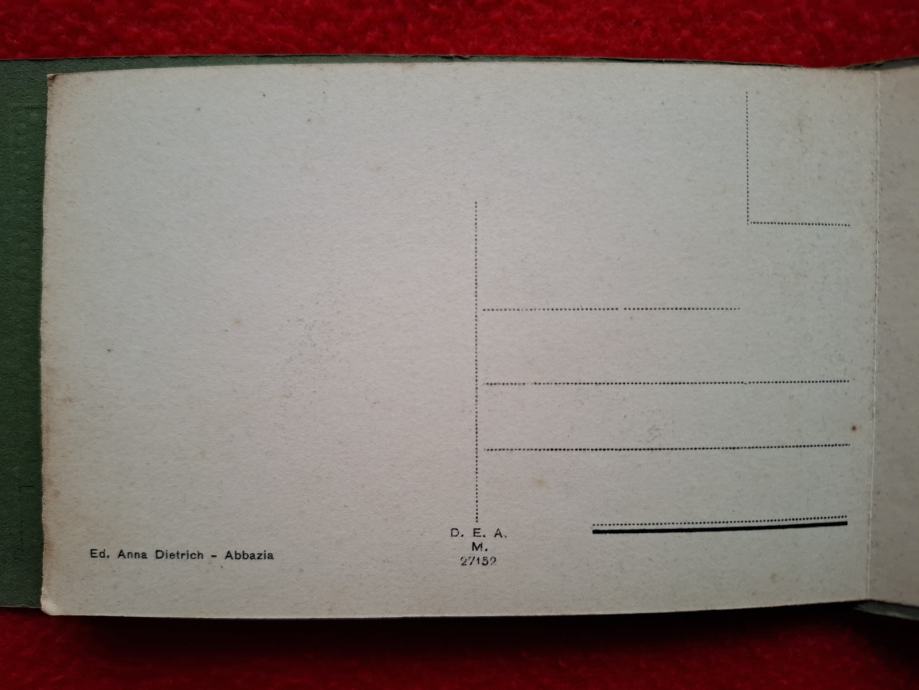 Ed. Anna Dietrich - Abbazia
D. E. A.
M.
27152